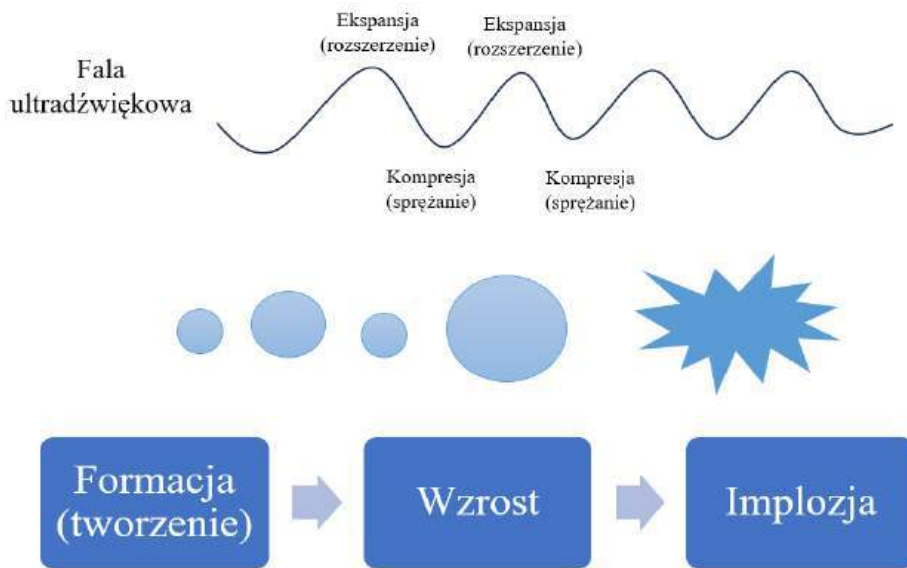 Ekspansja
(rozszerzenie)
Ekspansja
(rozszerzenie)
Fala
ultradźwiękowa
Kompresja
(sprężanie)
Kompresja
(sprężanie)
Formacja
(tworzenie)
Wzrost
Implozja